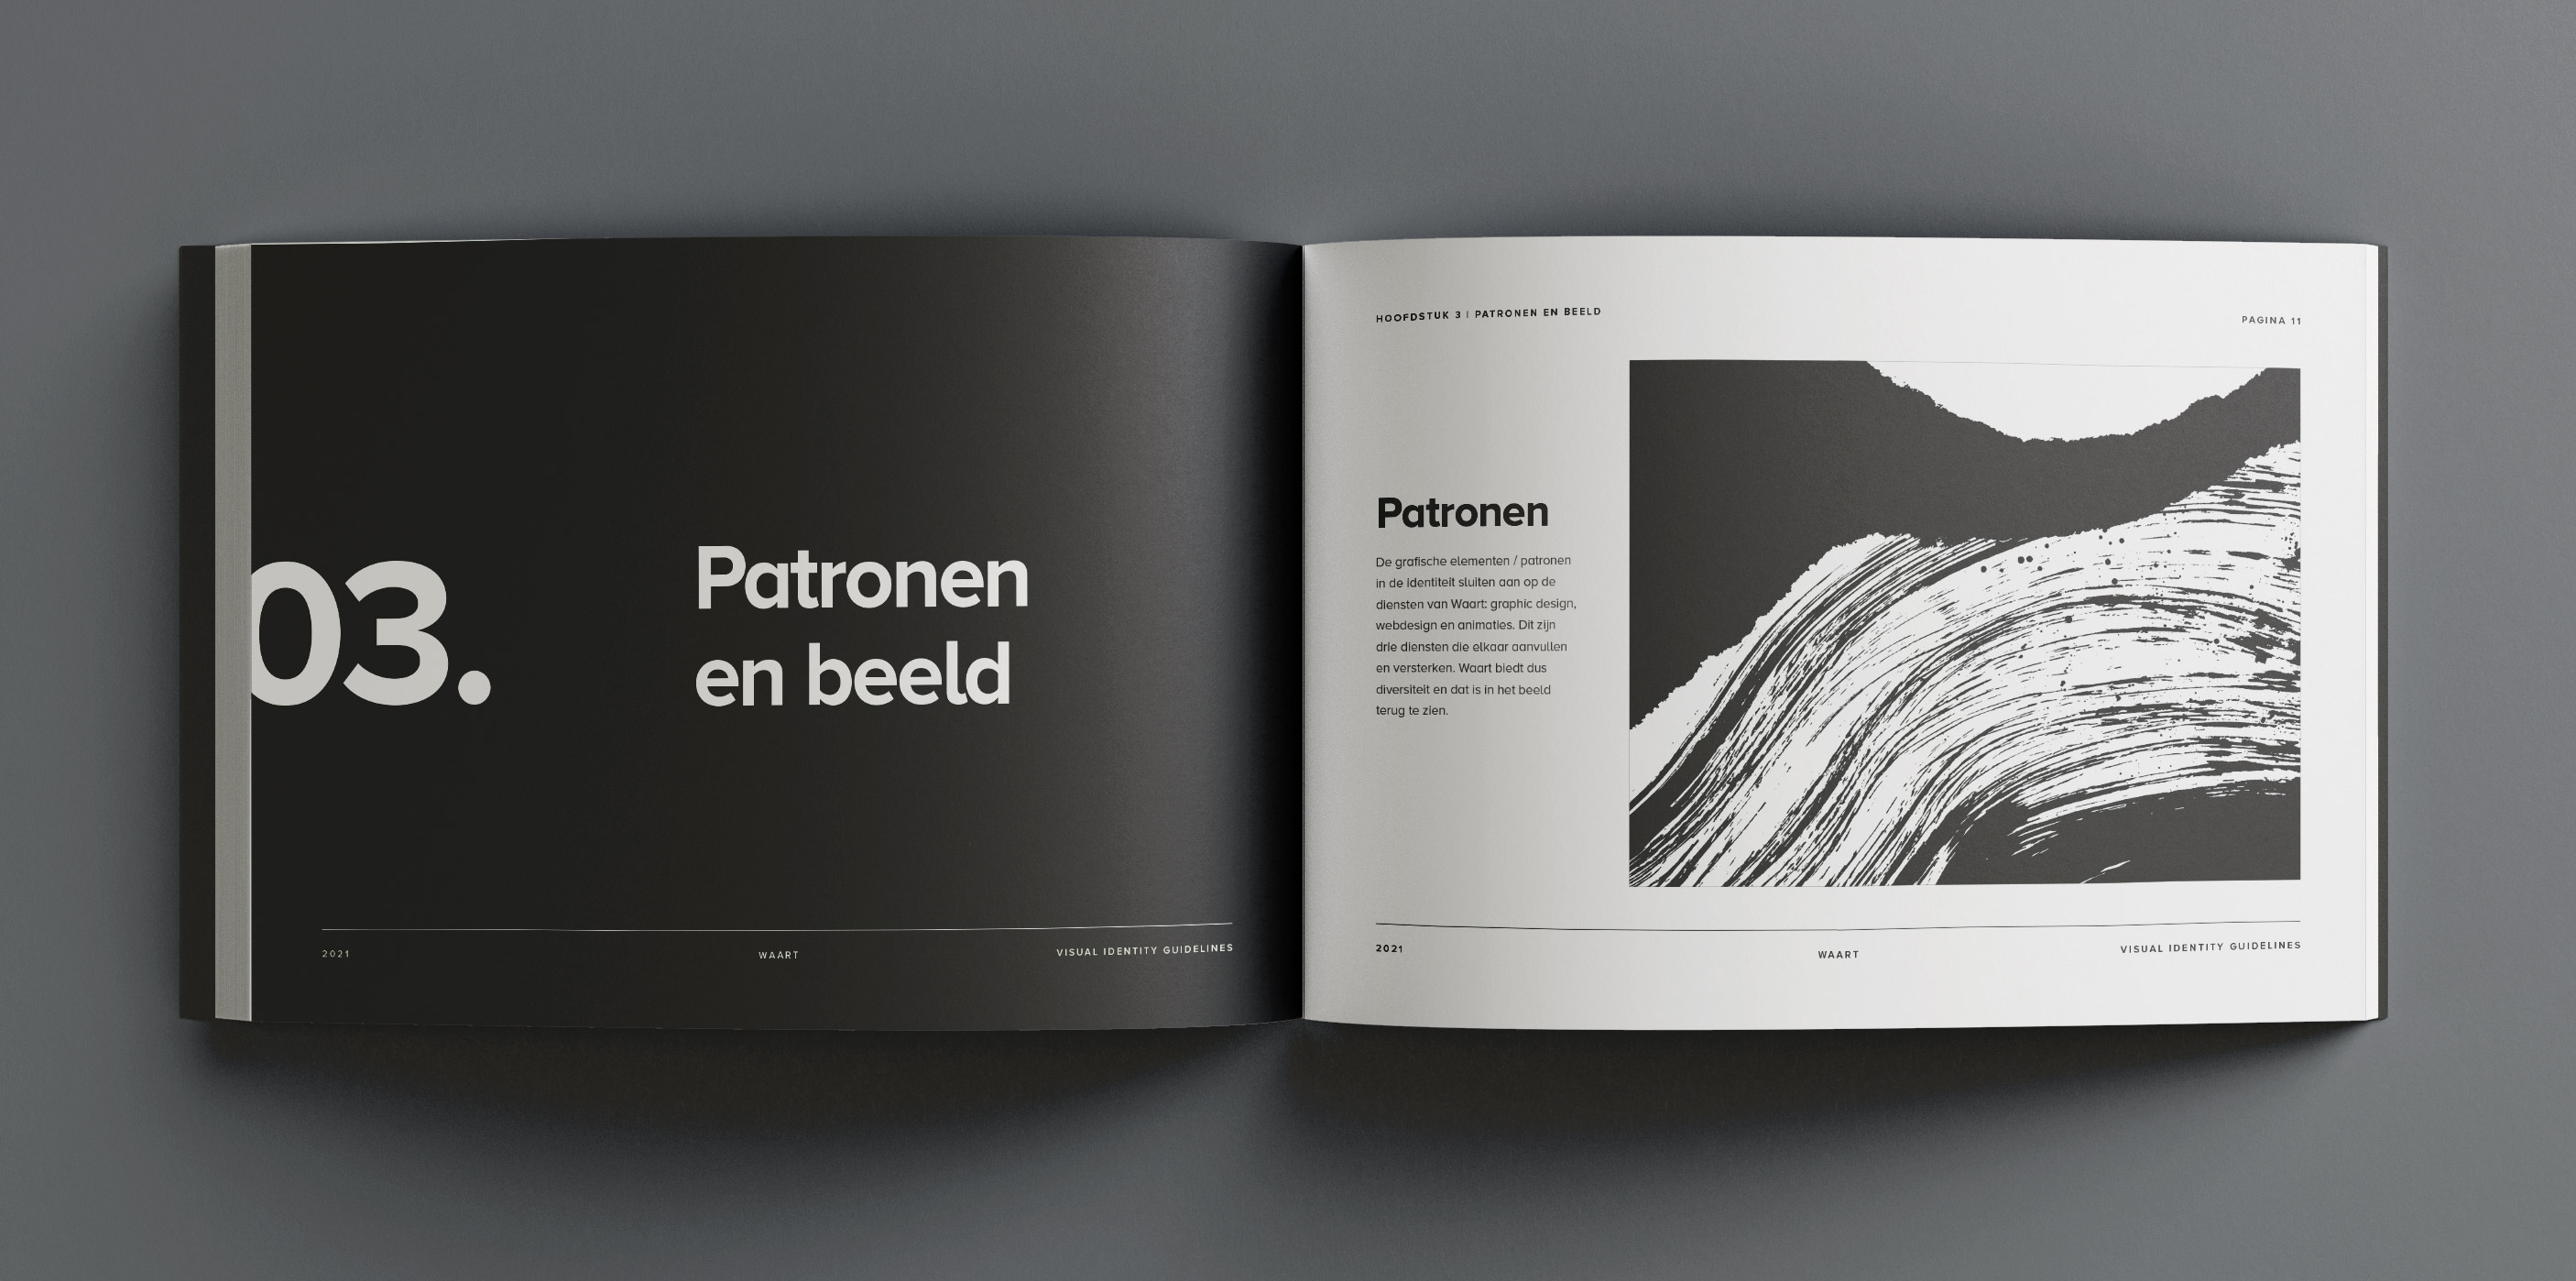 03.
Patronen
en beeld
2021
WAART
VISUAL IDENTITY GUIDELINES
HOOFDSTUK 3 | PATRONEN EN BEELD
PAGINA 11
Patronen
De grafische elementen / patronen
in de identiteit sluiten aan op de
diensten van Waart: graphic design,
webdesign en animaties. Dit zijn
drie diensten die elkaar aanvullen
en versterken. Waart biedt dus
diversiteit en dat is in het beeld
terug te zien.
2021
WAART
VISUAL IDENTITY GUIDELINES